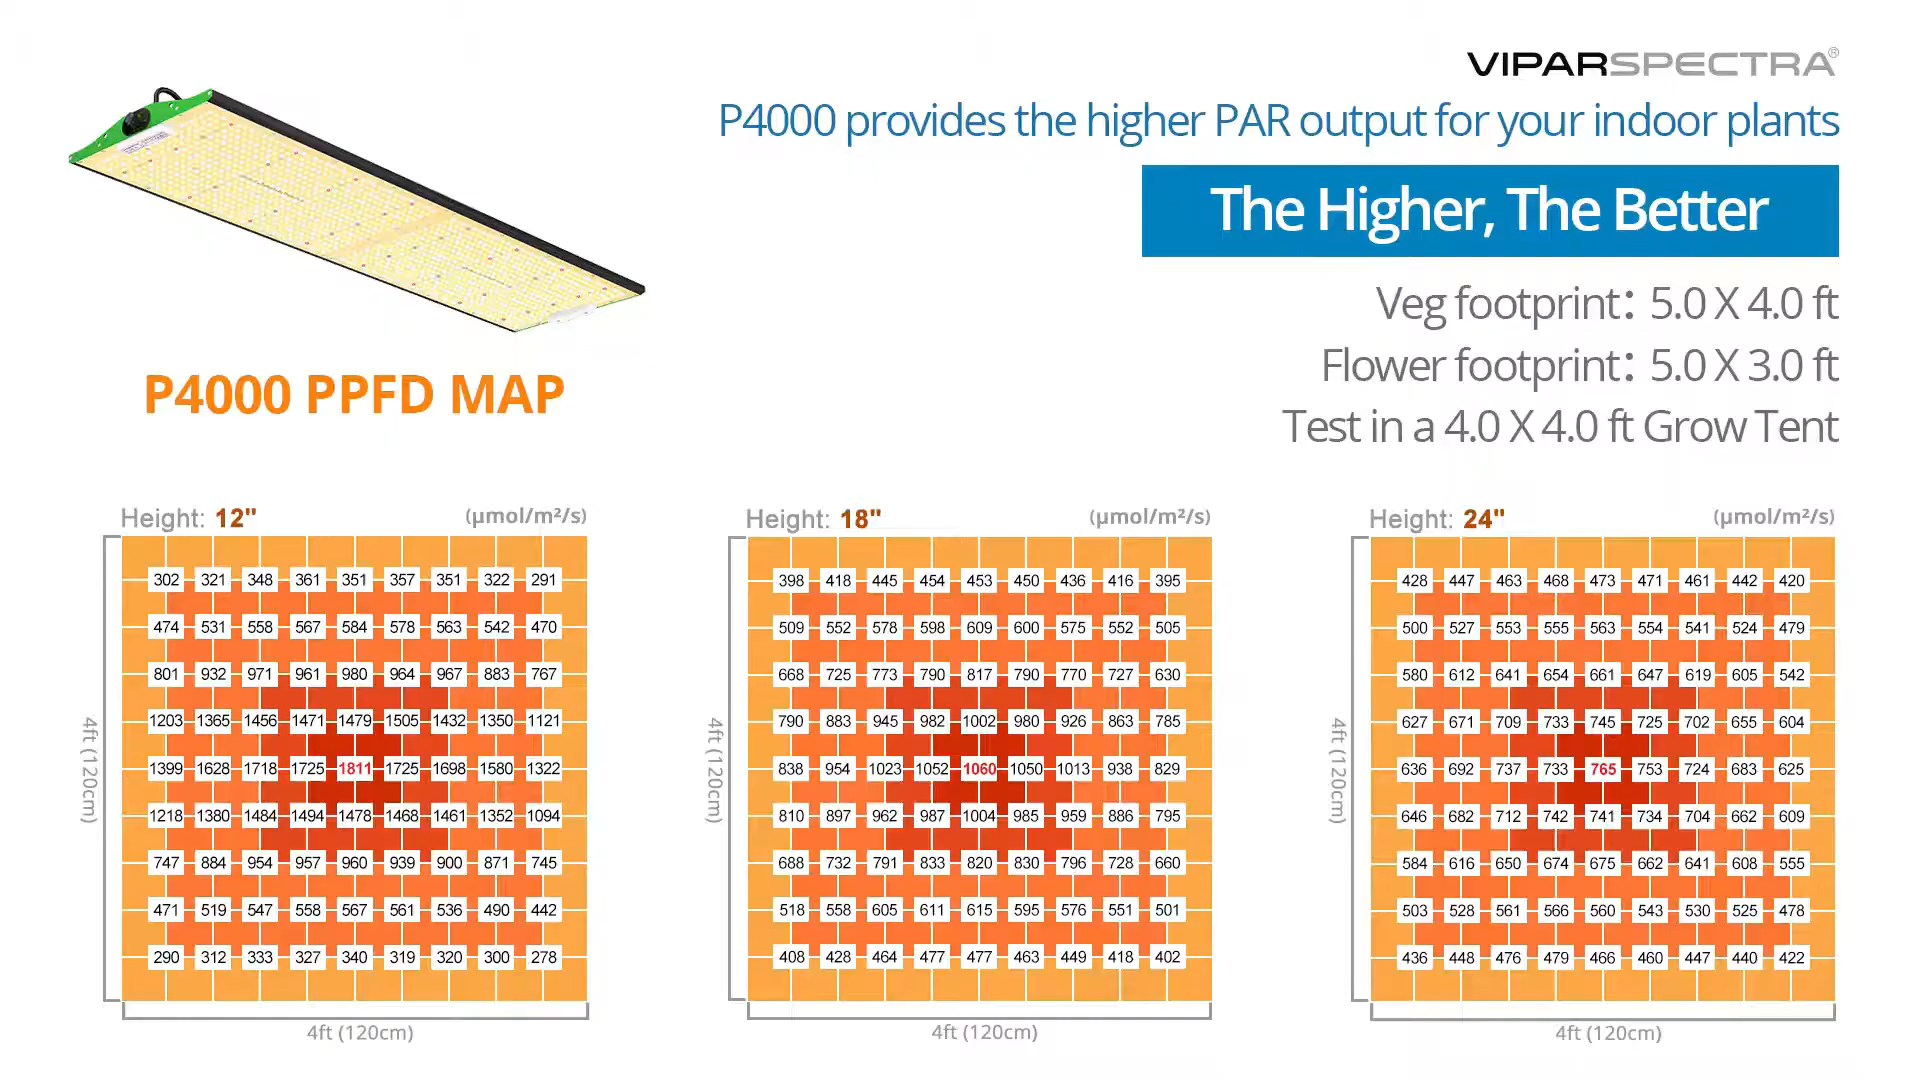 VIPARSPECTRA®
P4000 provides the higher PAR output for your indoor plants
The Higher, The Better
Veg footprint: 5.0 X 4.0 ft
Flower footprint: 5.0 X 3.0 ft
Test in a 4.0 X 4.0 ft Grow Tent
P4000 PPFD MAP
Height: 12" (µmol/m²/s)
302 321 348 361 351 357 351 322 291
474 531 558 567 584 578 563 542 470
801 932 971 961 980 964 967 883 767
1203 1365 1456 1471 1479 1505 1432 1350 1121
1399 1628 1718 1725 1811 1725 1698 1580 1322
1218 1380 1484 1494 1478 1468 1461 1352 1094
747 884 954 957 960 939 900 871 745
471 519 547 558 567 561 536 490 442
290 312 333 327 340 319 320 300 278
4ft (120cm)
4ft (120cm)
Height: 18" (µmol/m²/s)
398 418 445 454 453 450 436 416 395
509 552 578 598 609 600 575 552 505
668 725 773 790 817 790 770 727 630
790 883 945 982 1002 980 926 863 785
838 954 1023 1052 1060 1050 1013 938 829
810 897 962 987 1004 985 959 886 795
688 732 791 833 820 830 796 728 660
518 558 605 611 615 595 576 551 501
408 428 464 477 477 463 449 418 402
4ft (120cm)
4ft (120cm)
Height: 24" (µmol/m²/s)
428 447 463 468 473 471 461 442 420
500 527 553 555 563 554 541 524 479
580 612 641 654 661 647 619 605 542
627 671 709 733 745 725 702 655 604
636 692 737 733 765 753 724 683 625
646 682 712 742 741 734 704 662 609
584 616 650 674 675 662 641 608 555
503 528 561 566 560 543 530 525 478
436 448 476 479 466 460 447 440 422
4ft (120cm)
4ft (120cm)